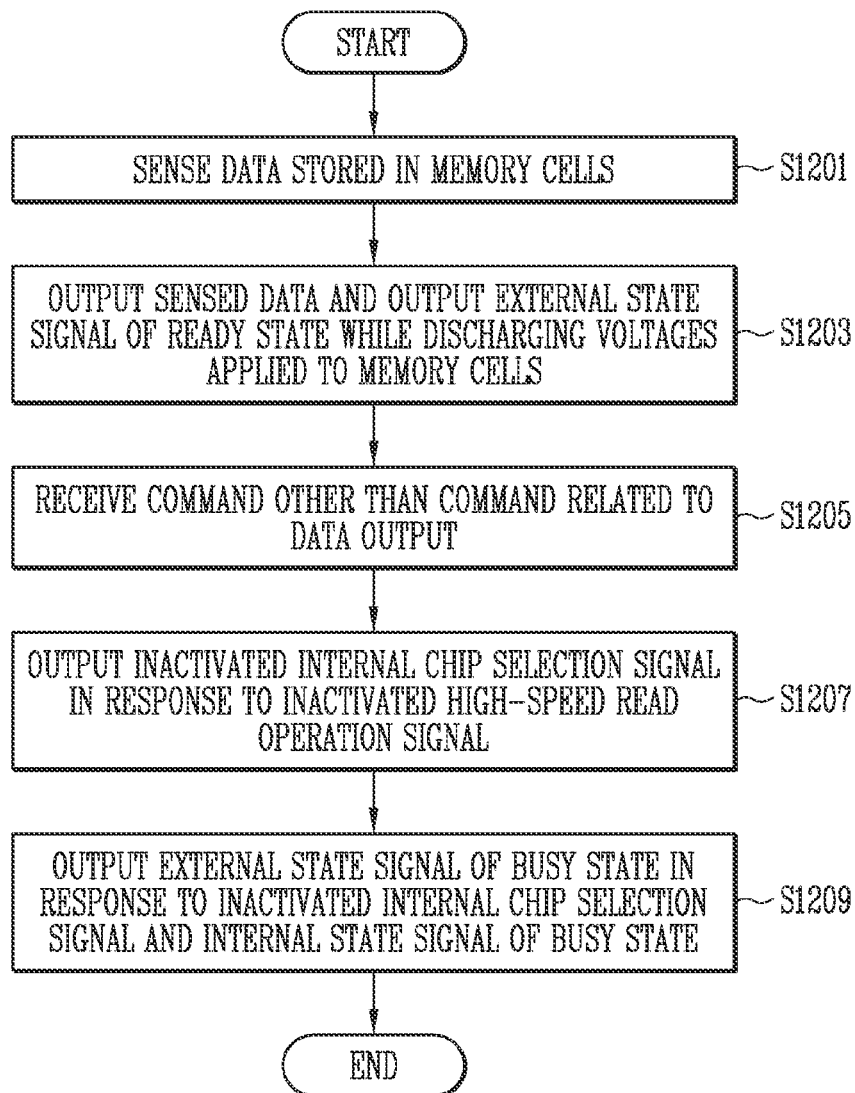 START
SENSE DATA STORED IN MEMORY CELLS
S1201
OUTPUT SENSED DATA AND OUTPUT EXTERNAL STATE
SIGNAL OF READY STATE WHILE DISCHARGING VOLTAGES
APPLIED TO MEMORY CELLS
S1203
RECEIVE COMMAND OTHER THAN COMMAND RELATED TO
DATA OUTPUT
S1205
OUTPUT INACTIVATED INTERNAL CHIP SELECTION SIGNAL
IN RESPONSE TO INACTIVATED HIGH-SPEED READ
OPERATION SIGNAL
S1207
OUTPUT EXTERNAL STATE SIGNAL OF BUSY STATE IN
RESPONSE TO INACTIVATED INTERNAL CHIP SELECTION
SIGNAL AND INTERNAL STATE SIGNAL OF BUSY STATE
S1209
END